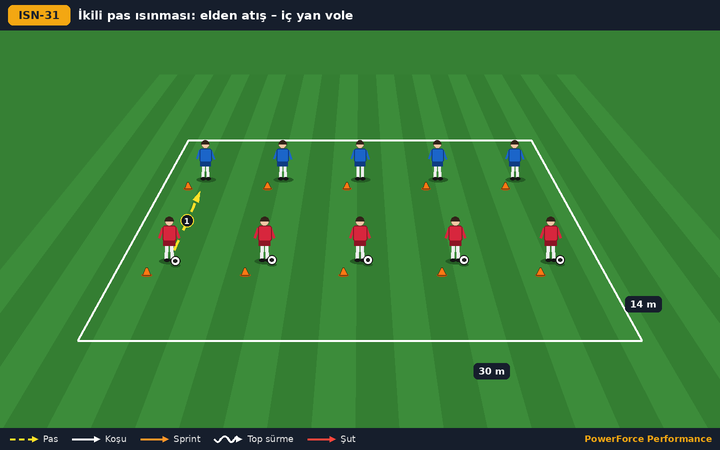 ISN-31 İkili pas ısınması: elden atış – iç yan vole
1
14 m
30 m
Pas Koşu Sprint Top sürme Şut PowerForce Performance